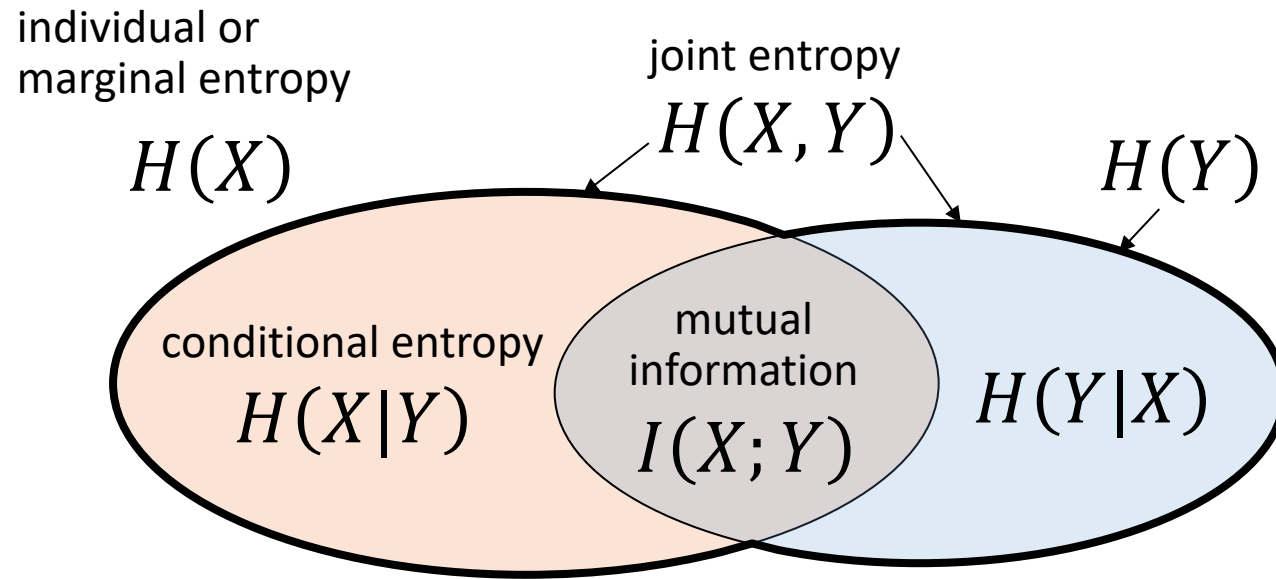 individual or
marginal entropy
H(X)
joint entropy
H(X, Y)
H(Y)
conditional entropy
H(X|Y)
mutual
information
I(X; Y)
H(Y|X)